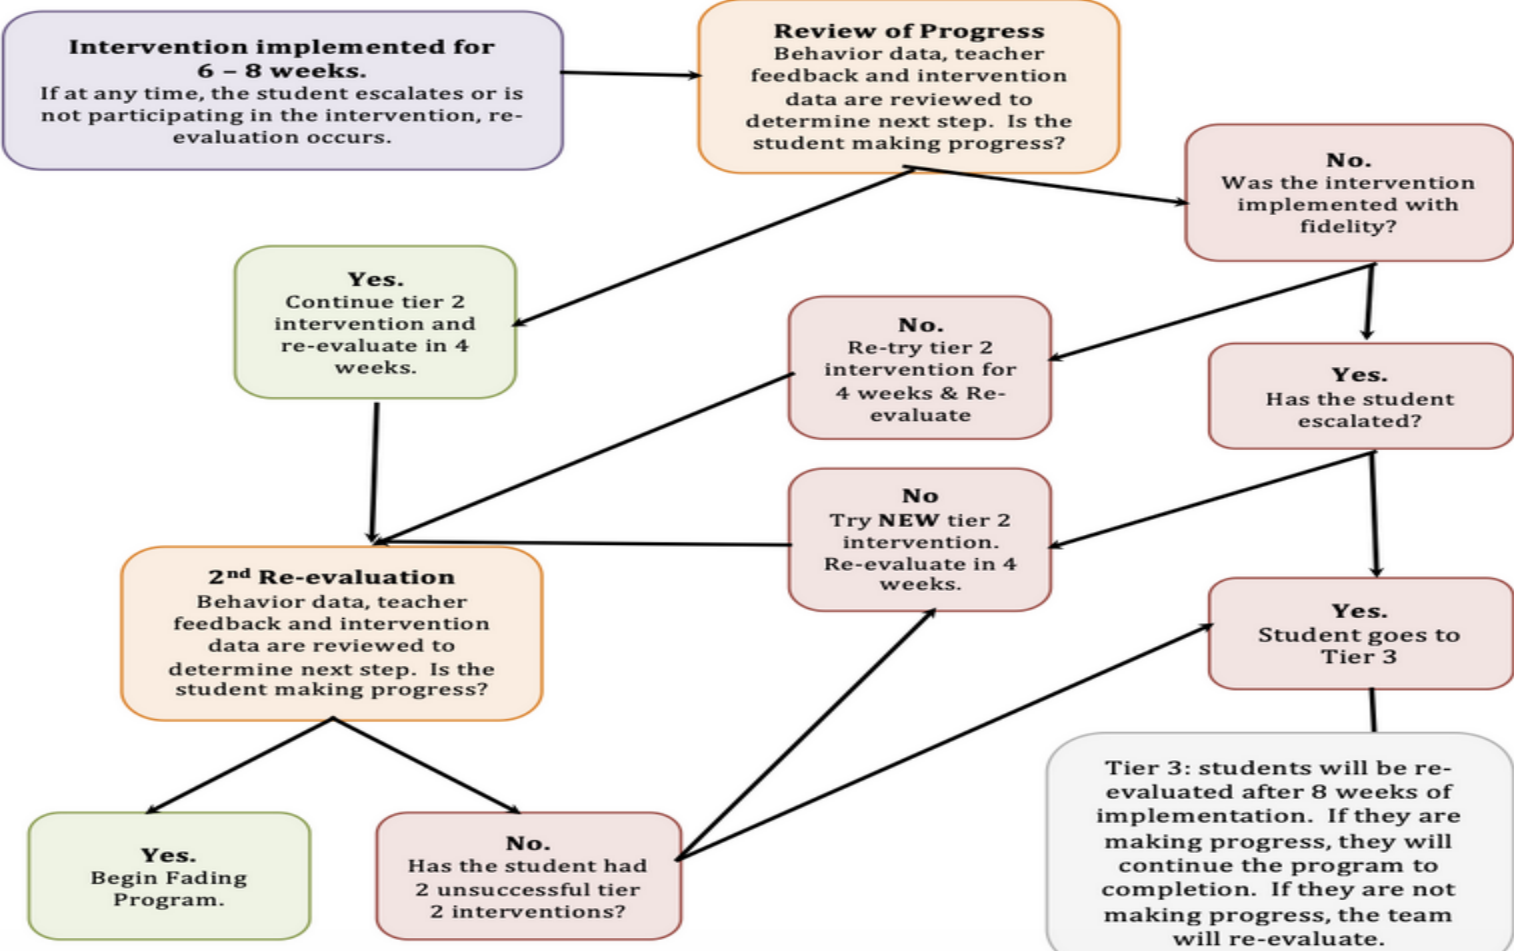 Intervention implemented for
6 – 8 weeks.
If at any time, the student escalates or is
not participating in the intervention, re-
evaluation occurs.
Review of Progress
Behavior data, teacher
feedback and intervention
data are reviewed to
determine next step.  Is the
student making progress?
No.
Was the intervention
implemented with
fidelity?
Yes.
Continue tier 2
intervention and
re-evaluate in 4
weeks.
No.
Re-try tier 2
intervention for
4 weeks & Re-
evaluate
Yes.
Has the student
escalated?
No
Try NEW tier 2
intervention.
Re-evaluate in 4
weeks.
2nd Re-evaluation
Behavior data, teacher
feedback and intervention
data are reviewed to
determine next step.  Is the
student making progress?
Yes.
Student goes to
Tier 3
Yes.
Begin Fading
Program.
No.
Has the student had
2 unsuccessful tier
2 interventions?
Tier 3: students will be re-
evaluated after 8 weeks of
implementation.  If they are
making progress, they will
continue the program to
completion.  If they are not
making progress, the team
will re-evaluate.